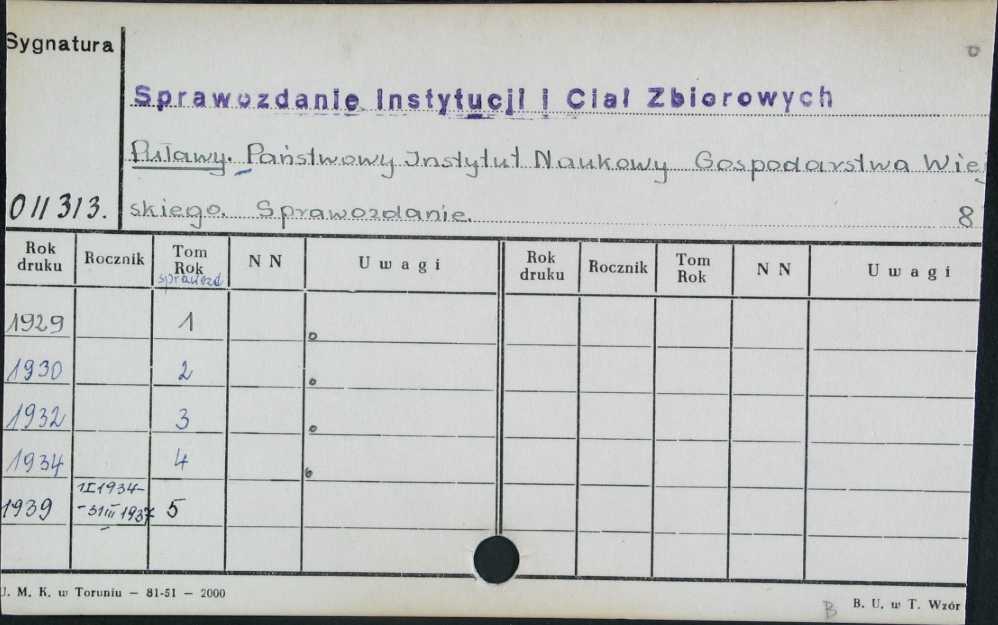 Sygnatura
Sprawozdanie Instytucji i Ciał Zbiorowych
Puławy. Państwowy Instytut Naukowy Gospodarstwa Wiej
011313.
skiego. Sprawozdanie. 8
Rok druku Rocznik Tom Rok sprawozd N N Uwagi Rok druku Rocznik Tom Rok N N Uwagi
1929 1
1930 2
1932 3
1934 4
1939 1I1934-
-31III1937 5
U. M. K. w Toruniu — 81-51 — 2000
B B. U. w T. Wzór